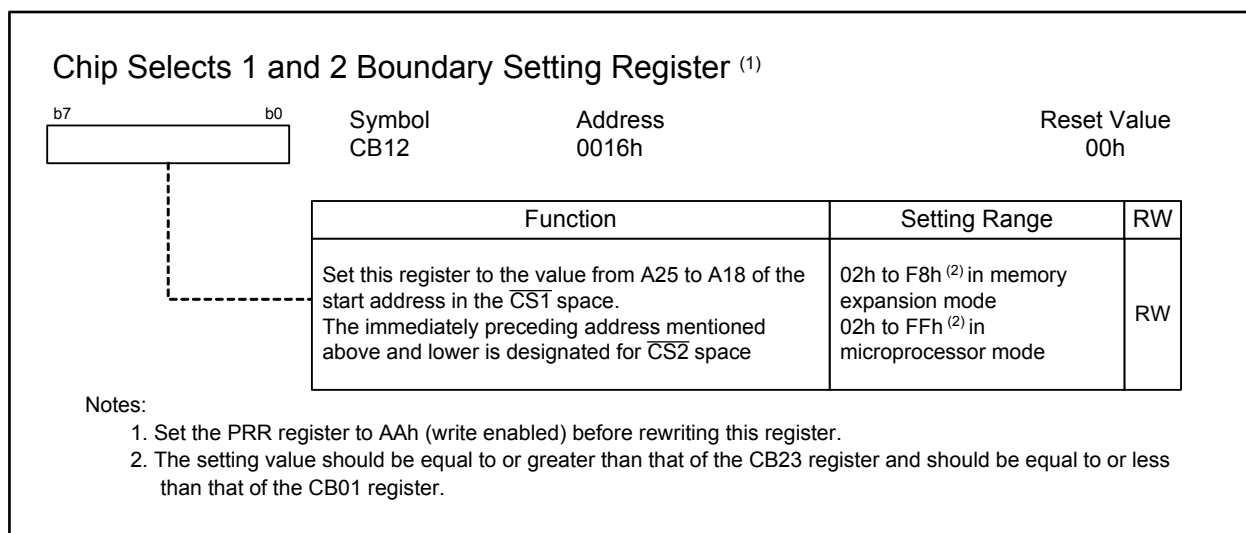 Chip Selects 1 and 2 Boundary Setting Register (1)
b7 b0
Symbol Address Reset Value
CB12 0016h 00h
Function Setting Range RW
Set this register to the value from A25 to A18 of the
start address in the CS1 space.
The immediately preceding address mentioned
above and lower is designated for CS2 space
02h to F8h (2) in memory
expansion mode
02h to FFh (2) in
microprocessor mode
RW
Notes:
1. Set the PRR register to AAh (write enabled) before rewriting this register.
2. The setting value should be equal to or greater than that of the CB23 register and should be equal to or less
than that of the CB01 register.